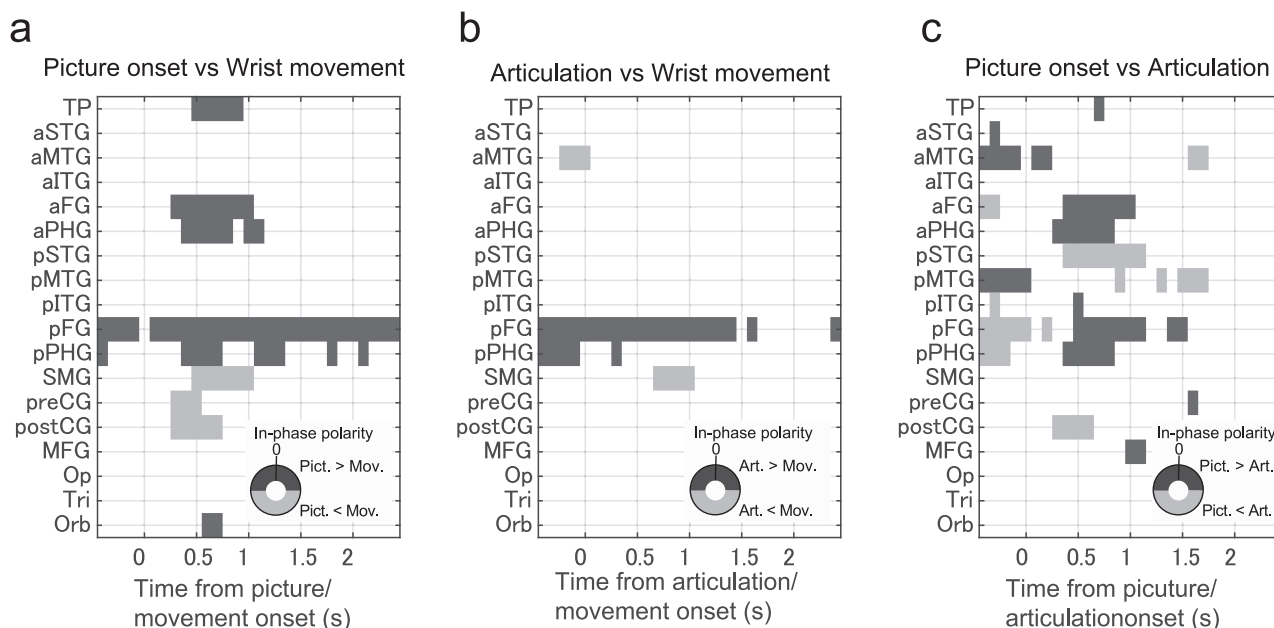 a
Picture onset vs Wrist movement
TP
aSTG
aMTG
aITG
aFG
aPHG
pSTG
pMTG
pITG
pFG
pPHG
SMG
preCG
postCG
MFG
Op
Tri
Orb
In-phase polarity
0
Pict. > Mov.
Pict. < Mov.
0 0.5 1 1.5 2
Time from picture/
movement onset (s)
b
Articulation vs Wrist movement
TP
aSTG
aMTG
aITG
aFG
aPHG
pSTG
pMTG
pITG
pFG
pPHG
SMG
preCG
postCG
MFG
Op
Tri
Orb
In-phase polarity
0
Art. > Mov.
Art. < Mov.
0 0.5 1 1.5 2
Time from articulation/
movement onset (s)
c
Picture onset vs Articulation
TP
aSTG
aMTG
aITG
aFG
aPHG
pSTG
pMTG
pITG
pFG
pPHG
SMG
preCG
postCG
MFG
Op
Tri
Orb
In-phase polarity
0
Pict. > Art.
Pict. < Art.
0 0.5 1 1.5 2
Time from picuture/
articulationonset (s)